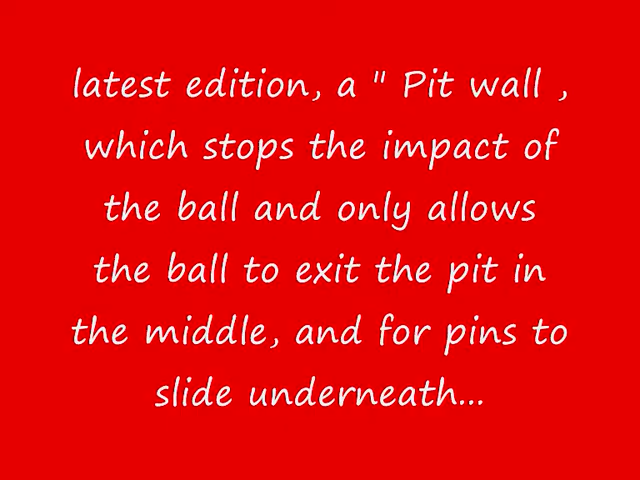 latest edition, a " Pit wall ,
which stops the impact of
the ball and only allows
the ball to exit the pit in
the middle, and for pins to
slide underneath...